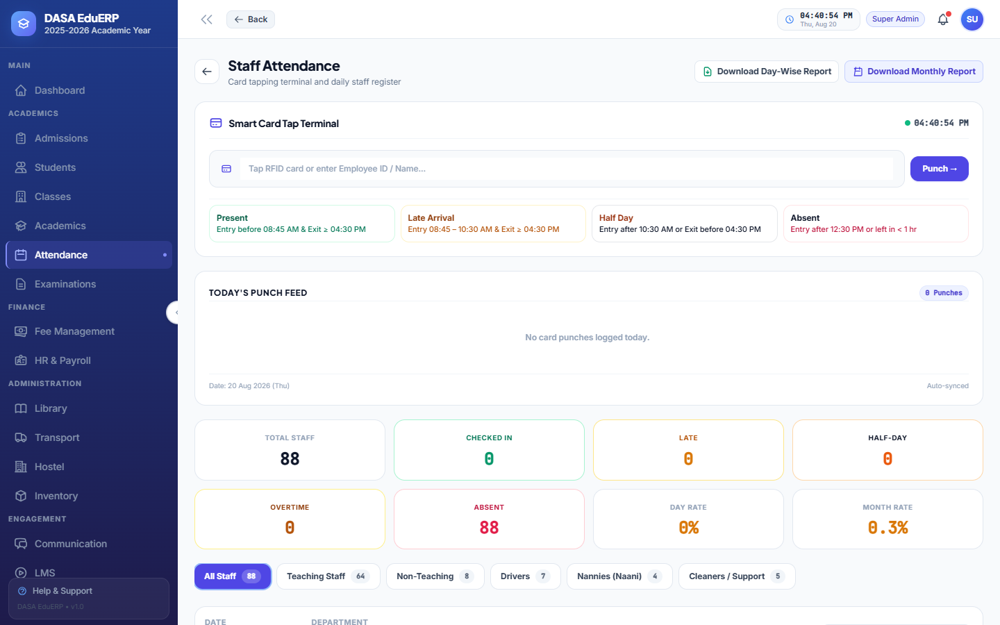 DASA EduERP
2025-2026 Academic Year
MAIN
Dashboard
ACADEMICS
Admissions
Students
Classes
Academics
Attendance
Examinations
FINANCE
Fee Management
HR & Payroll
ADMINISTRATION
Library
Transport
Hostel
Inventory
ENGAGEMENT
Communication
LMS
Help & Support
DASA EduERP • v1.0
← Back
04:40:54 PM
Thu, Aug 20
Super Admin
SU
Staff Attendance
Card tapping terminal and daily staff register
Download Day-Wise Report
Download Monthly Report
Smart Card Tap Terminal
04:40:54 PM
Tap RFID card or enter Employee ID / Name...
Punch →
Present
Entry before 08:45 AM & Exit ≥ 04:30 PM
Late Arrival
Entry 08:45 – 10:30 AM & Exit ≥ 04:30 PM
Half Day
Entry after 10:30 AM or Exit before 04:30 PM
Absent
Entry after 12:30 PM or left in < 1 hr
TODAY'S PUNCH FEED
0 Punches
No card punches logged today.
Date: 20 Aug 2026 (Thu)
Auto-synced
TOTAL STAFF
88
CHECKED IN
0
LATE
0
HALF-DAY
0
OVERTIME
0
ABSENT
88
DAY RATE
0%
MONTH RATE
0.3%
All Staff 88
Teaching Staff 64
Non-Teaching 8
Drivers 7
Nannies (Naani) 4
Cleaners / Support 5
DATE
DEPARTMENT